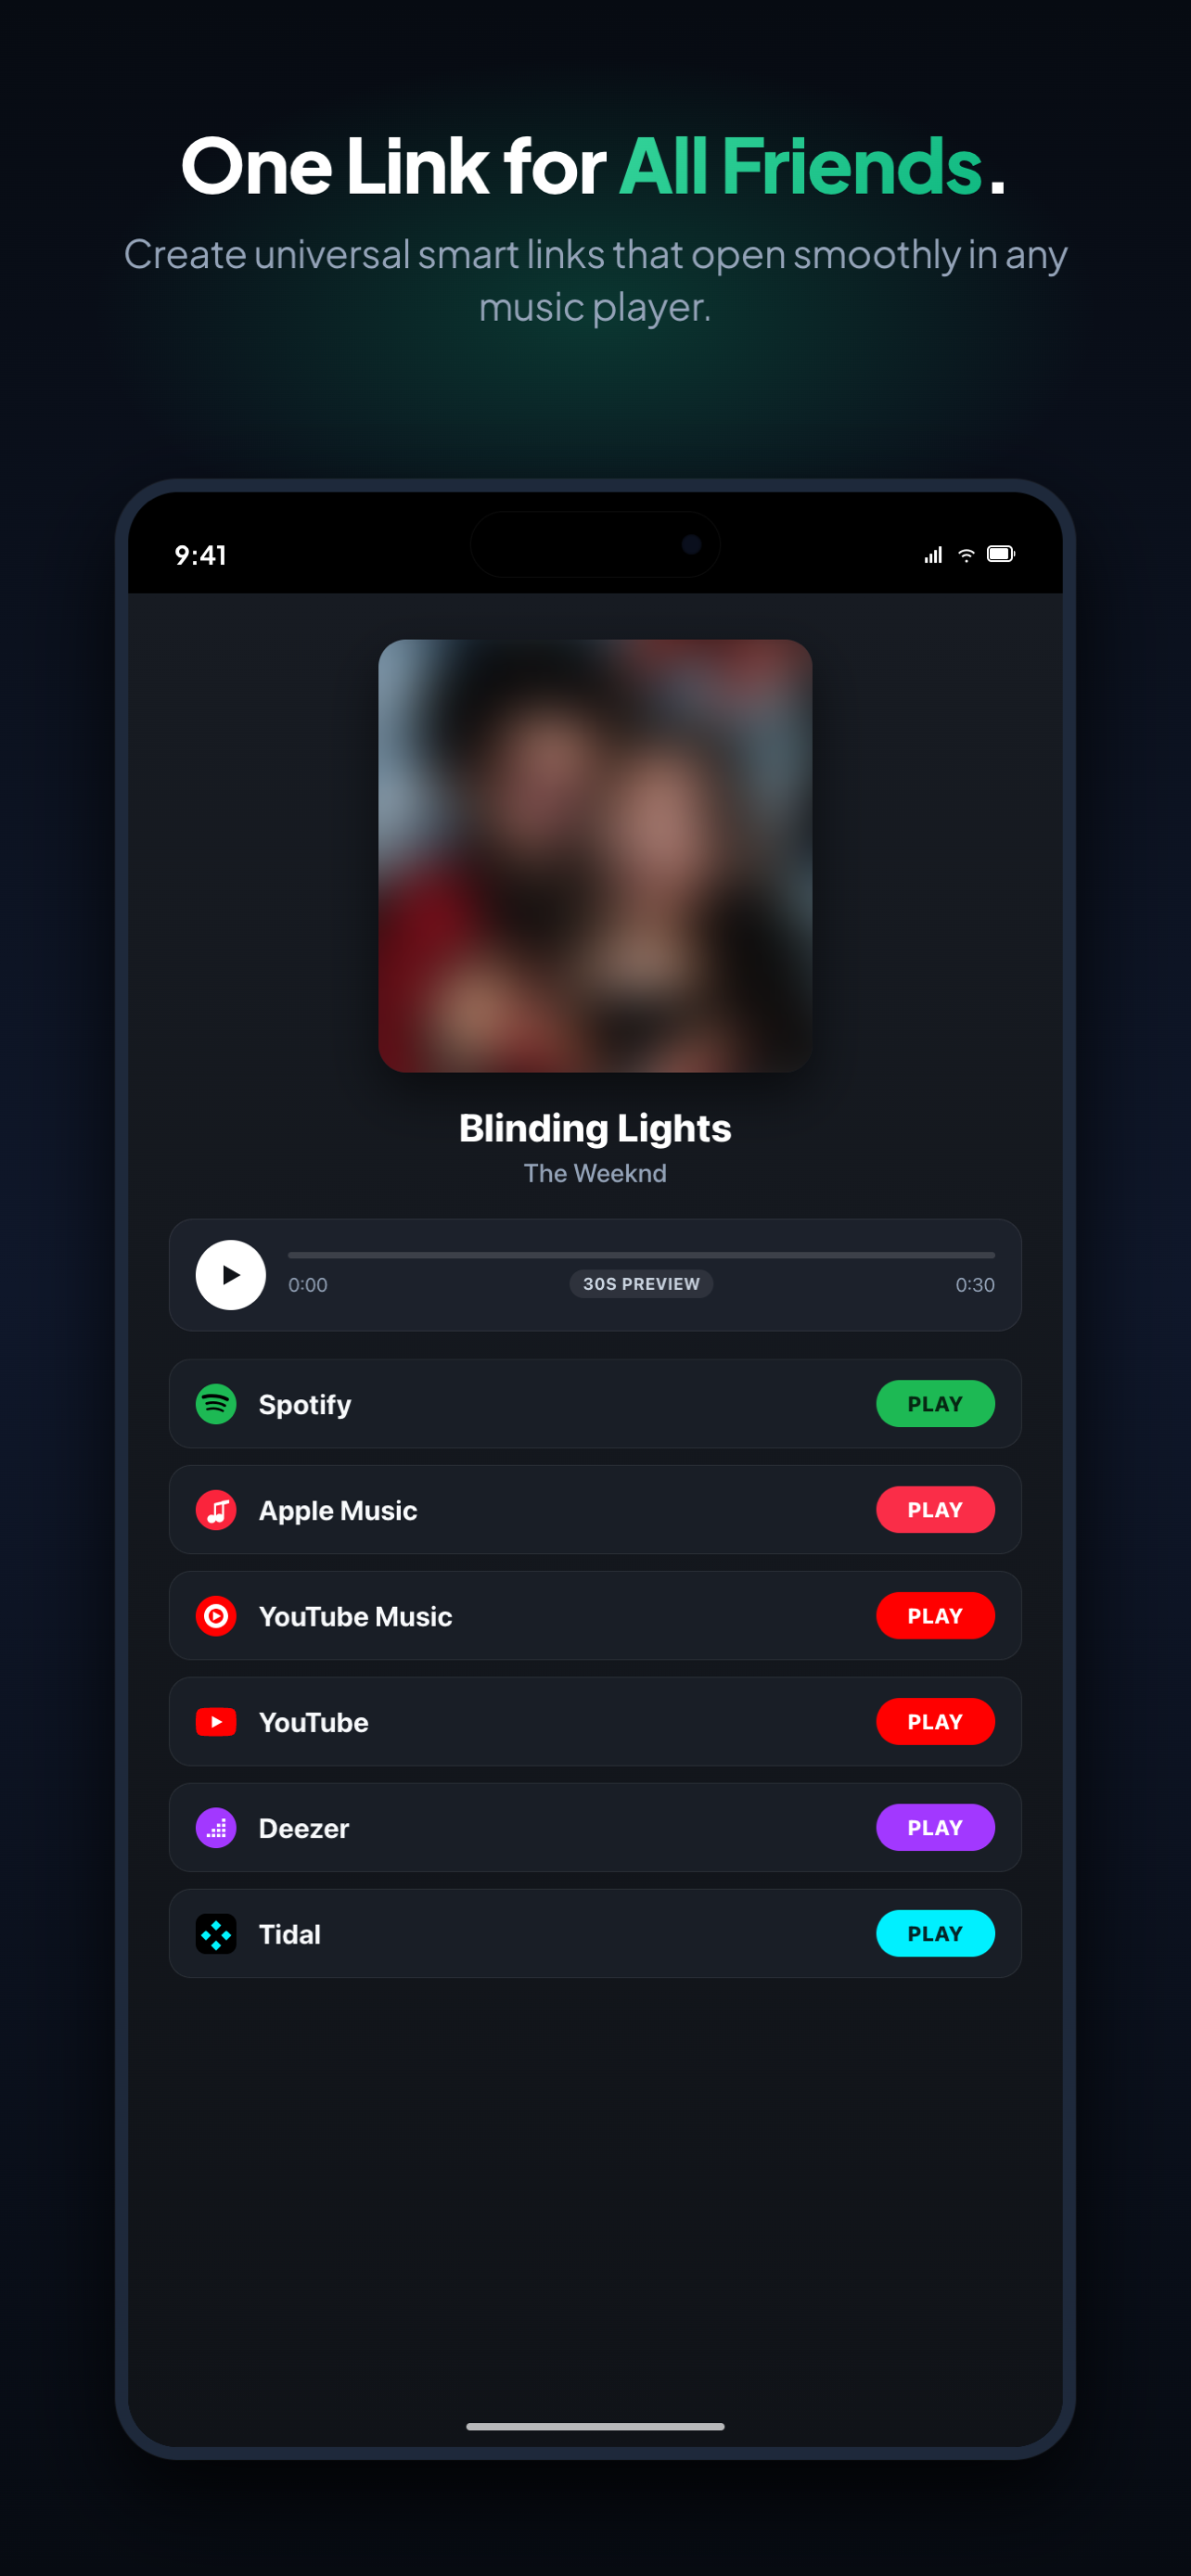 One Link for All Friends.
Create universal smart links that open smoothly in any
music player.
9:41
Blinding Lights
The Weeknd
0:00
30S PREVIEW
0:30
Spotify
PLAY
Apple Music
PLAY
YouTube Music
PLAY
YouTube
PLAY
Deezer
PLAY
Tidal
PLAY